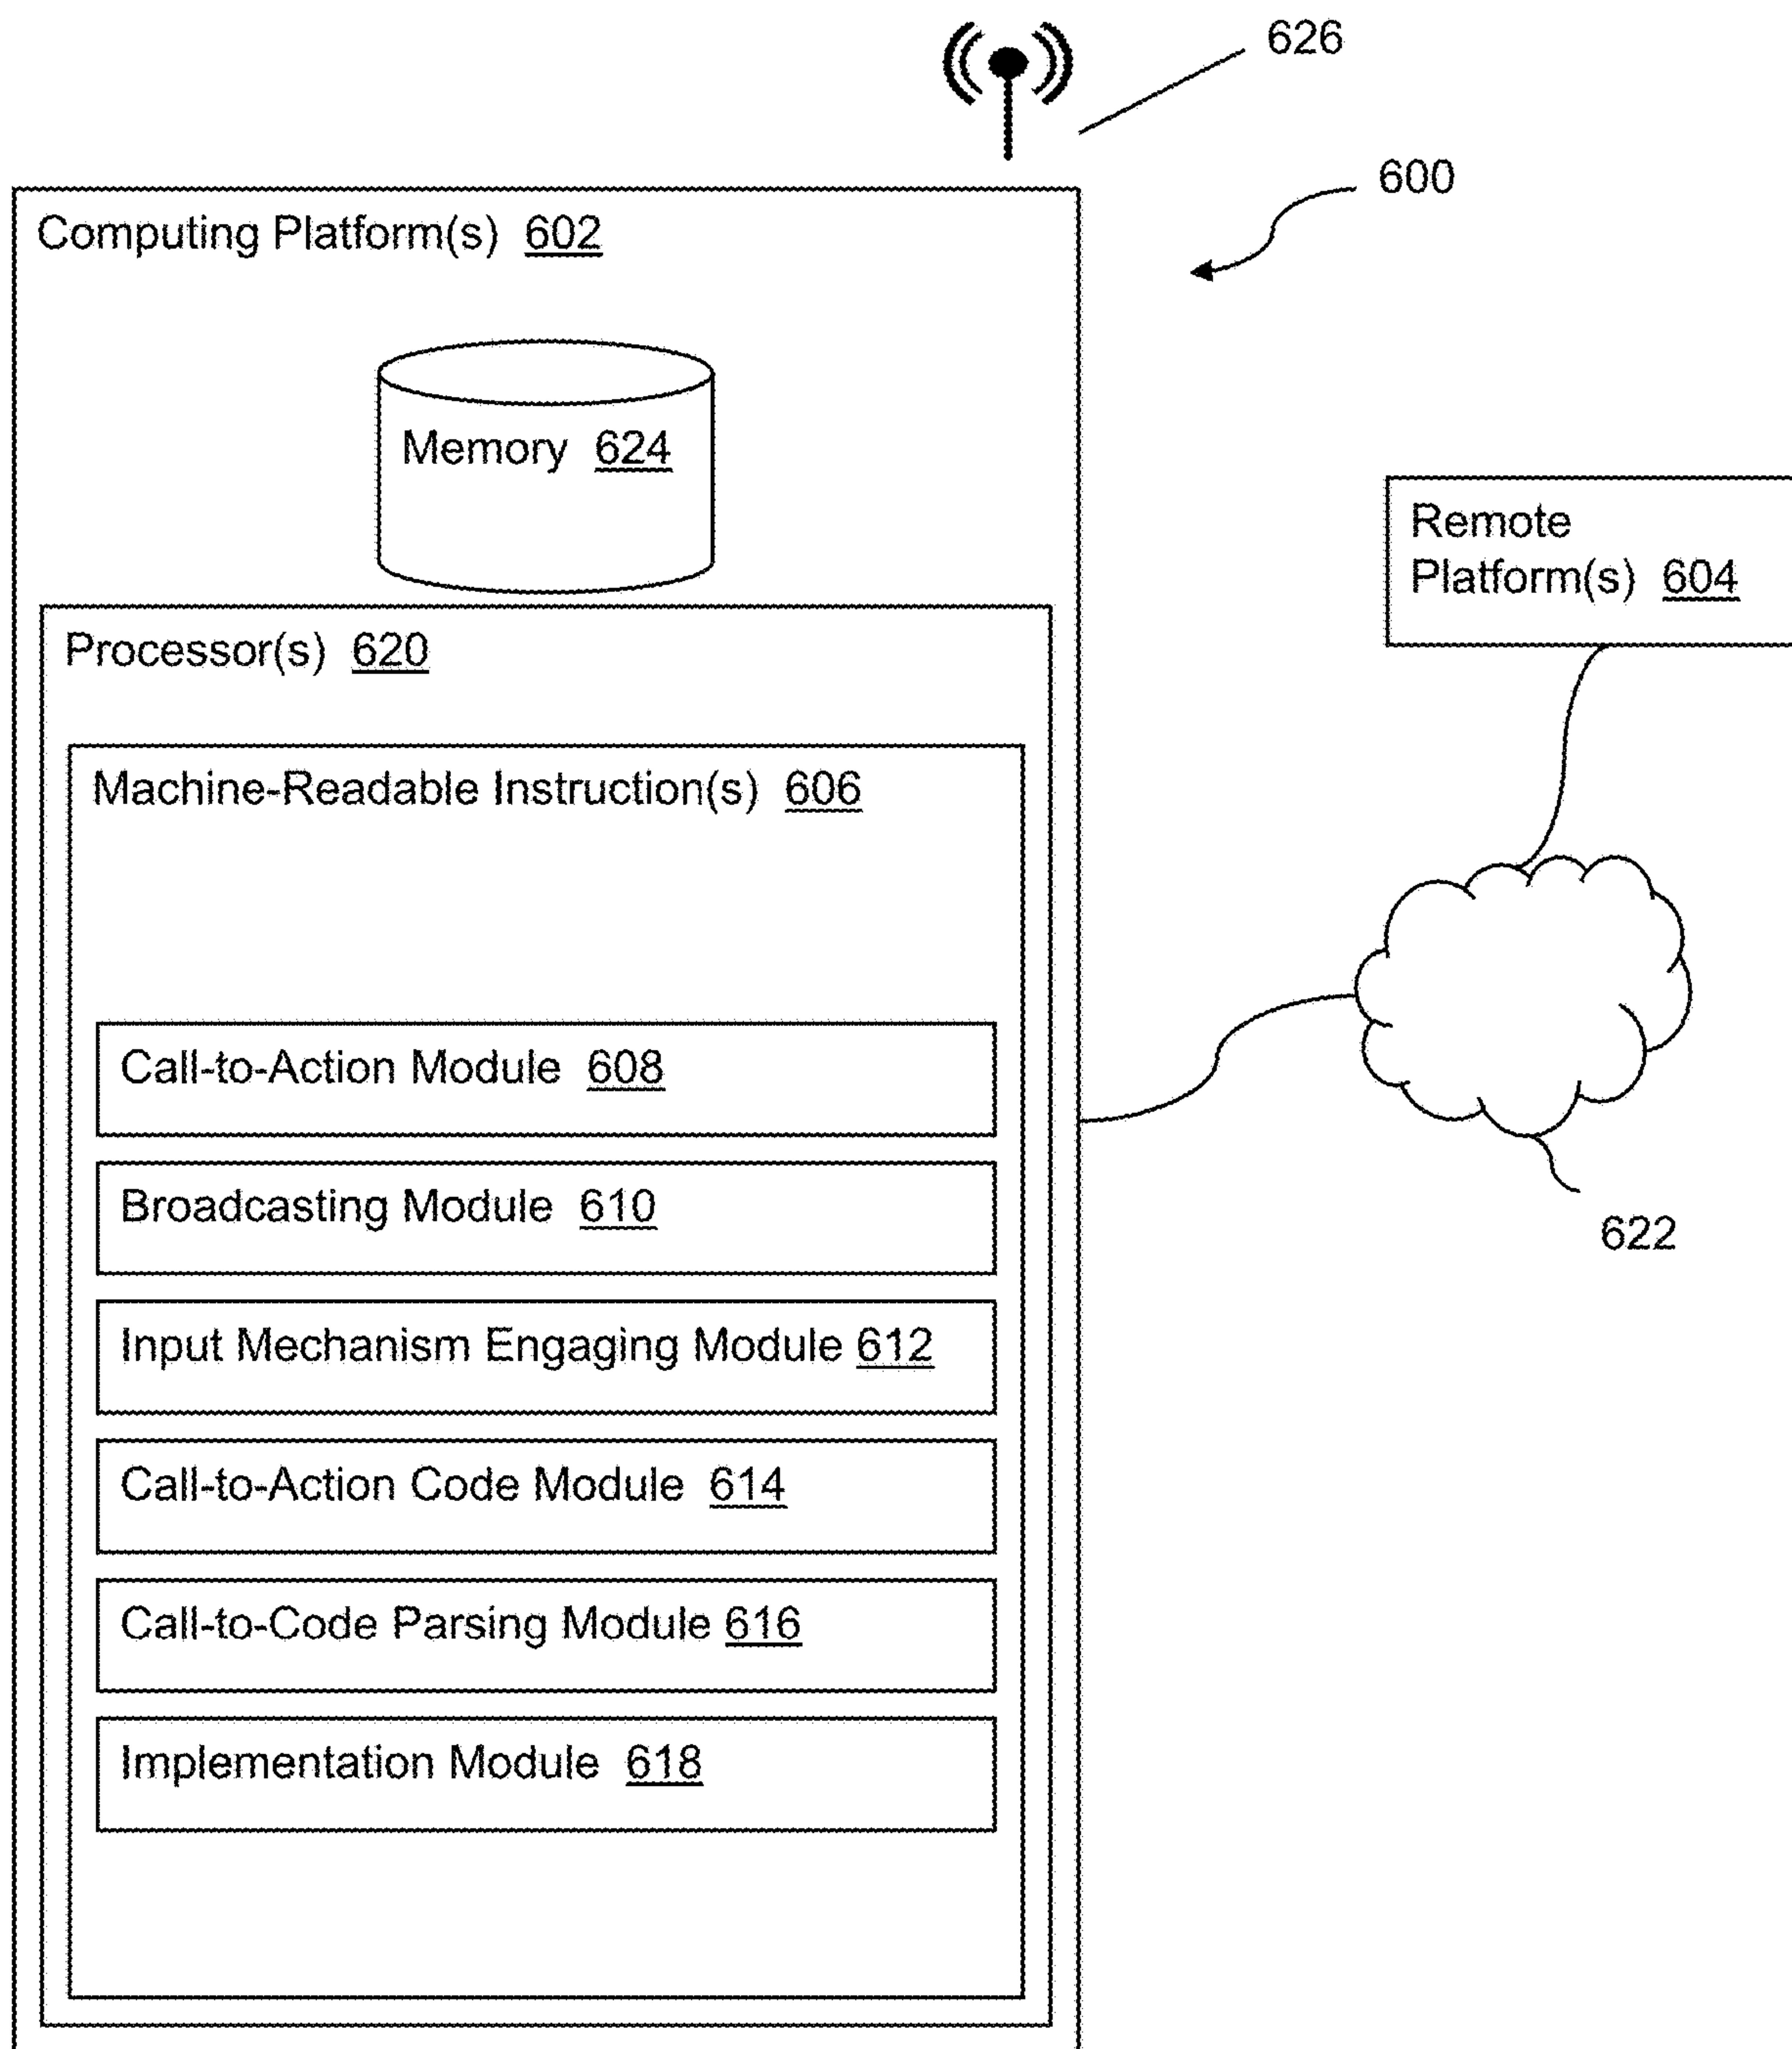 626
600
Computing Platform(s) 602
Memory 624
Remote
Platform(s) 604
Processor(s) 620
Machine-Readable Instruction(s) 606
Call-to-Action Module 608
Broadcasting Module 610
Input Mechanism Engaging Module 612
Call-to-Action Code Module 614
Call-to-Code Parsing Module 616
Implementation Module 618
622